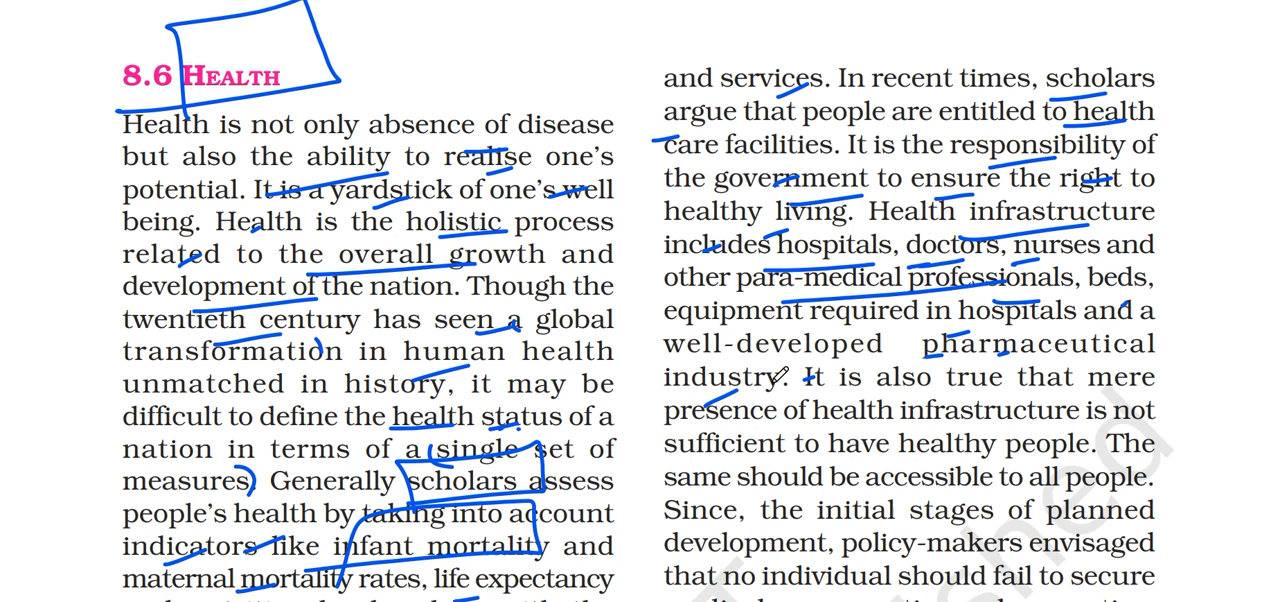 8.6 HEALTH
Health is not only absence of disease
but also the ability to realise one's
potential. It is a yardstick of one's well
being. Health is the holistic process
related to the overall growth and
development of the nation. Though the
twentieth century has seen a global
transformation in human health
unmatched in history, it may be
difficult to define the health status of a
nation in terms of a single set of
measures. Generally scholars assess
people's health by taking into account
indicators like infant mortality and
maternal mortality rates, life expectancy
and services. In recent times, scholars
argue that people are entitled to health
care facilities. It is the responsibility of
the government to ensure the right to
healthy living. Health infrastructure
includes hospitals, doctors, nurses and
other para-medical professionals, beds,
equipment required in hospitals and a
well-developed pharmaceutical
industry. It is also true that mere
presence of health infrastructure is not
sufficient to have healthy people. The
same should be accessible to all people.
Since, the initial stages of planned
development, policy-makers envisaged
that no individual should fail to secure